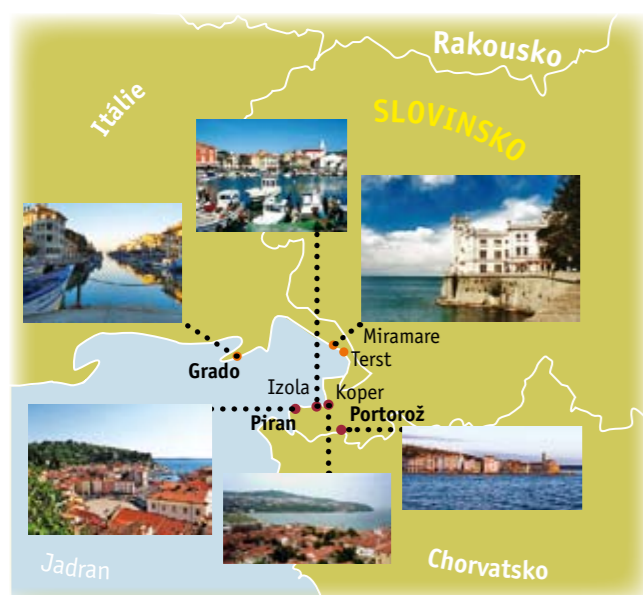 Rakousko
Itálie
SLOVINSKO
Miramare
Terst
Grado
Izola
Koper
Piran
Portorož
Jadran
Chorvatsko